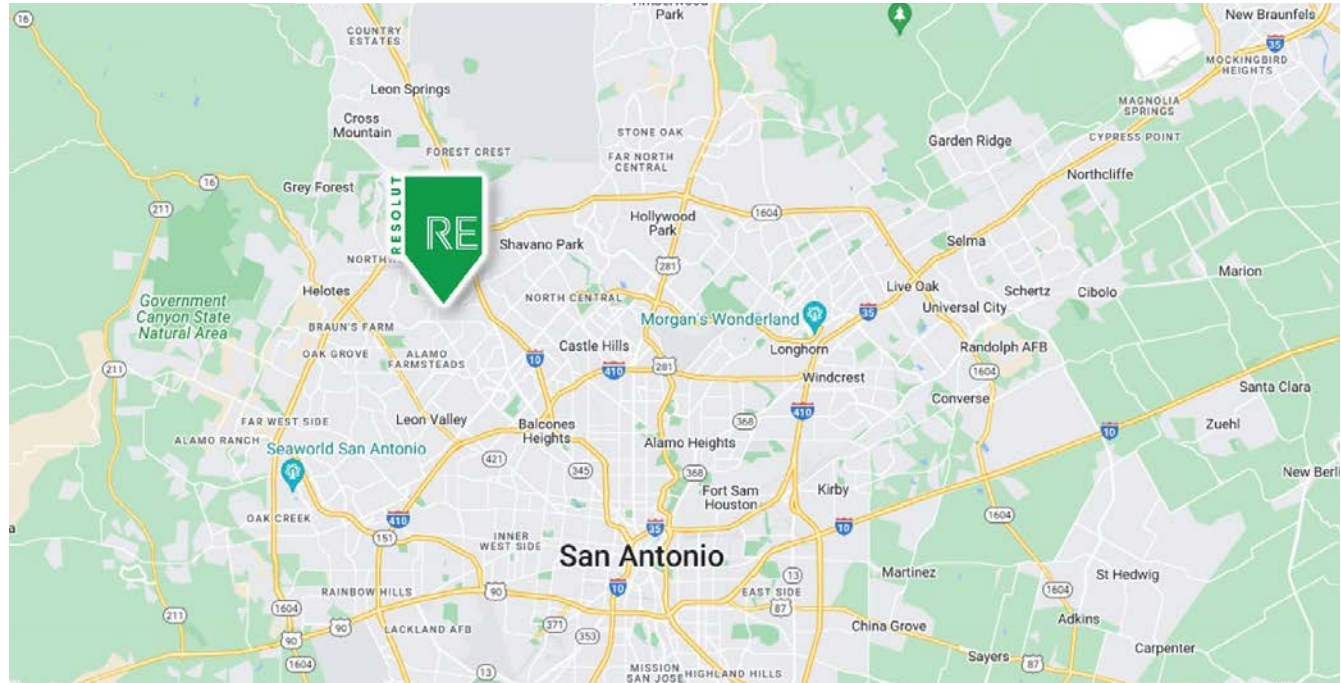 Timberwood
Park
New Braunfels
16
COUNTRY
ESTATES
35
MOCKINGBIRD
HEIGHTS
Leon Springs
MAGNOLIA
SPRINGS
Cross
Mountain
STONE OAK
CYPRESS POINT
Garden Ridge
FOREST CREST
FAR NORTH
CENTRAL
Northcliffe
16
Grey Forest
RESOLUT
RE
211
1604
Hollywood
Park
Shavano Park
Selma
281
Marion
Live Oak
Helotes
Schertz
Cibolo
Government
Canyon State
Natural Area
NORTH CENTRAL
Universal City
Morgan's Wonderland
35
BRAUN'S FARM
Castle Hills
Longhorn
Randolph AFB
OAK GROVE
ALAMO
FARMSTEADS
10
410
281
211
1604
Windcrest
Santa Clara
Converse
410
FAR WEST SIDE
Leon Valley
Balcones
Heights
368
10
Zuehl
ALAMO RANCH
Alamo Heights
Seaworld San Antonio
421
345
368
New Berli
Fort Sam
Houston
Kirby
OAK CREEK
410
1604
35
10
151
INNER
WEST SIDE
San Antonio
13
Martinez
St Hedwig
10
RAINBOW HILLS
90
EAST SIDE
1604
1604
87
211
371
China Grove
Adkins
90
LACKLAND AFB
353
90
Carpenter
1604
Sayers
87
13
MISSION
SAN JOSE
HIGHLAND HILLS